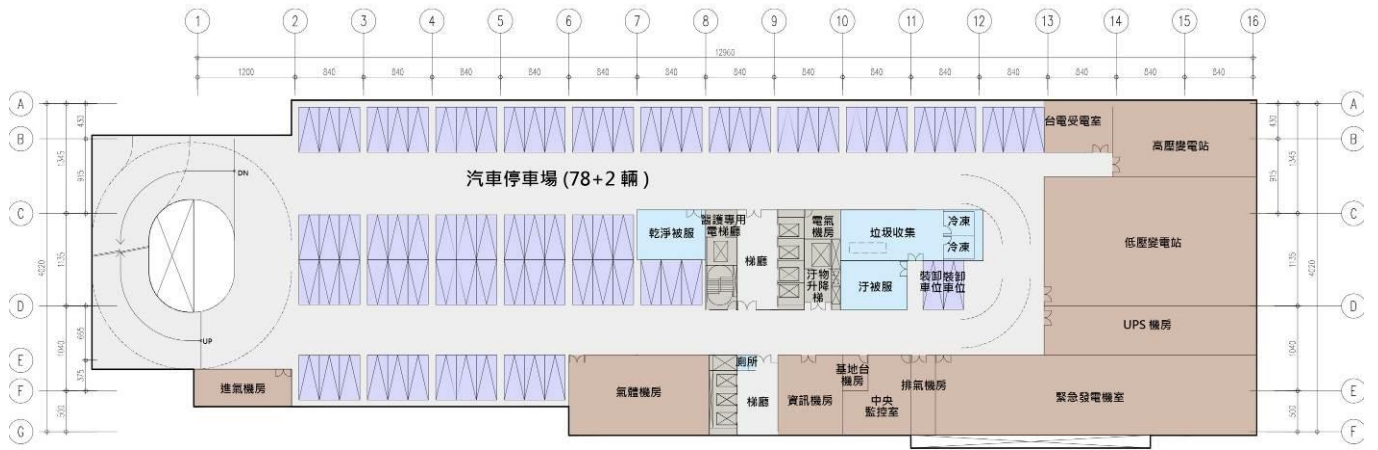 1 2 3 4 5 6 7 8 9 10 11 12 13 14 15 16
12960
1200 840 840 840 840 840 840 840 840 840 840 840 840 840 840
A
B
C
D
E
F
G
4020
1345
1135
1040
500
430
915
665
375
DN
UP
汽車停車場 (78+2 輛 )
台電受電室
高壓變電站
低壓變電站
UPS 機房
緊急發電機室
乾淨被服
醫護專用
電梯廳
梯廳
電氣
機房
汙物
升降
梯
垃圾收集
冷凍
冷凍
汙被服
裝卸
車位
裝卸
車位
進氣機房
氣體機房
廁所
梯廳
資訊機房
基地台
機房
中央
監控室
排氣機房
A
B
C
D
E
F
430
915
1345
1135
1040
500
4020